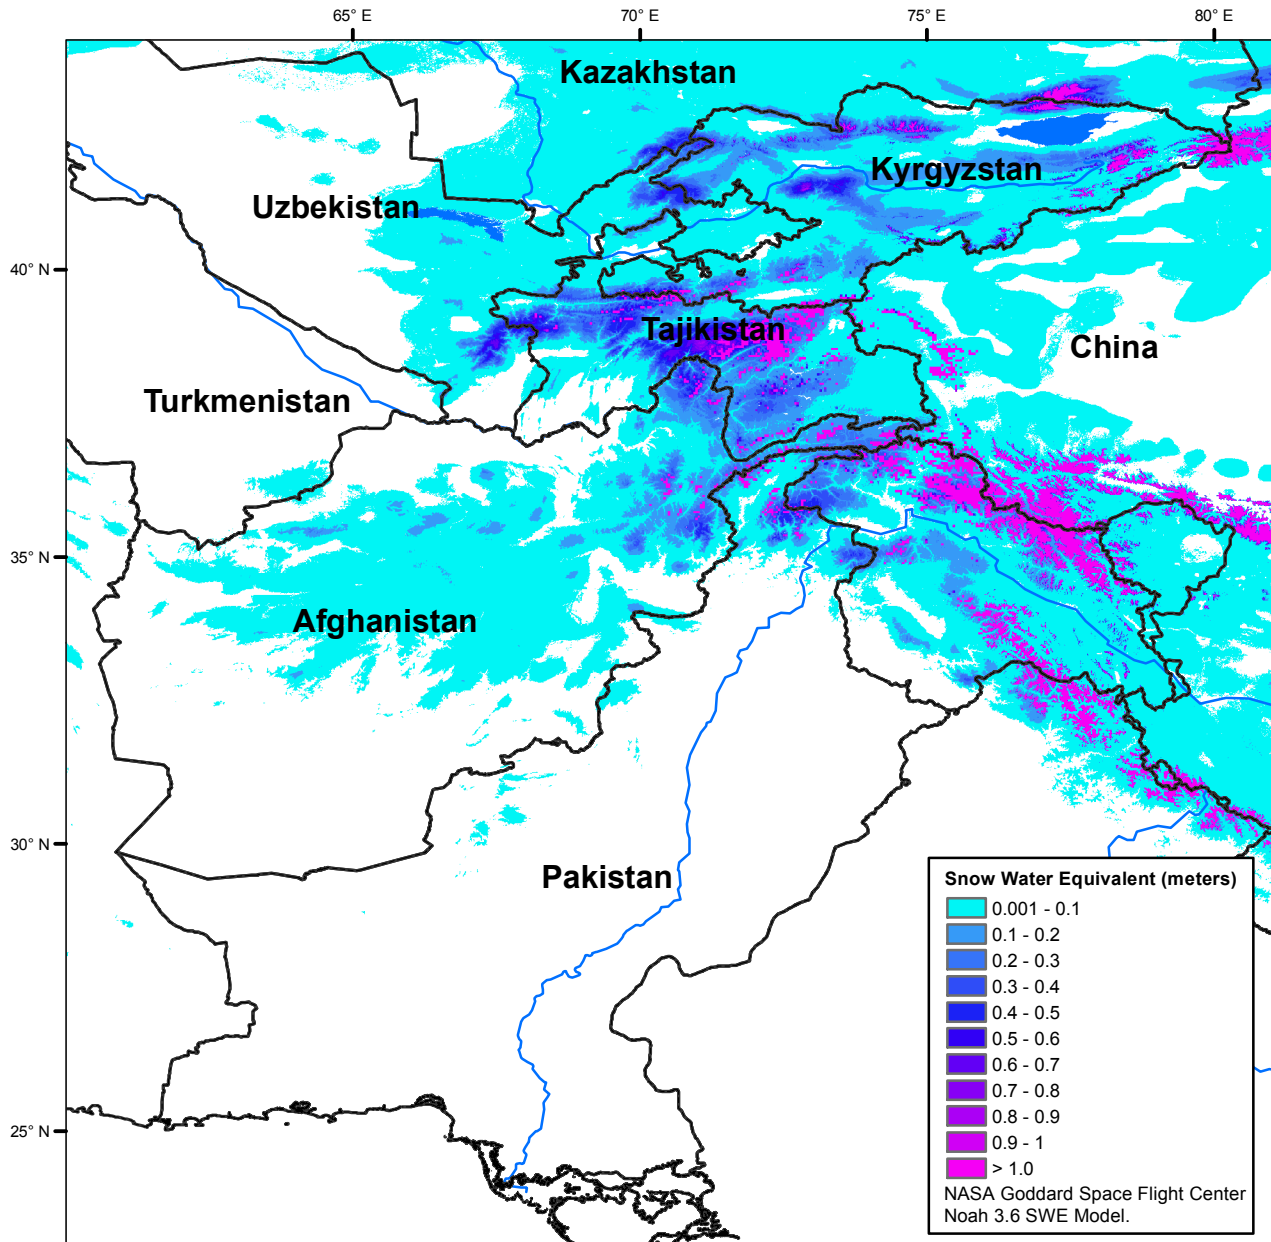 65° E
70° E
75° E
80° E
Kazakhstan
Kyrgyzstan
Uzbekistan
40° N
Tajikistan
China
Turkmenistan
35° N
Afghanistan
30° N
Pakistan
Snow Water Equivalent (meters)
0.001 - 0.1
0.1 - 0.2
0.2 - 0.3
0.3 - 0.4
0.4 - 0.5
0.5 - 0.6
0.6 - 0.7
0.7 - 0.8
0.8 - 0.9
0.9 - 1
> 1.0
NASA Goddard Space Flight Center
Noah 3.6 SWE Model.
25° N